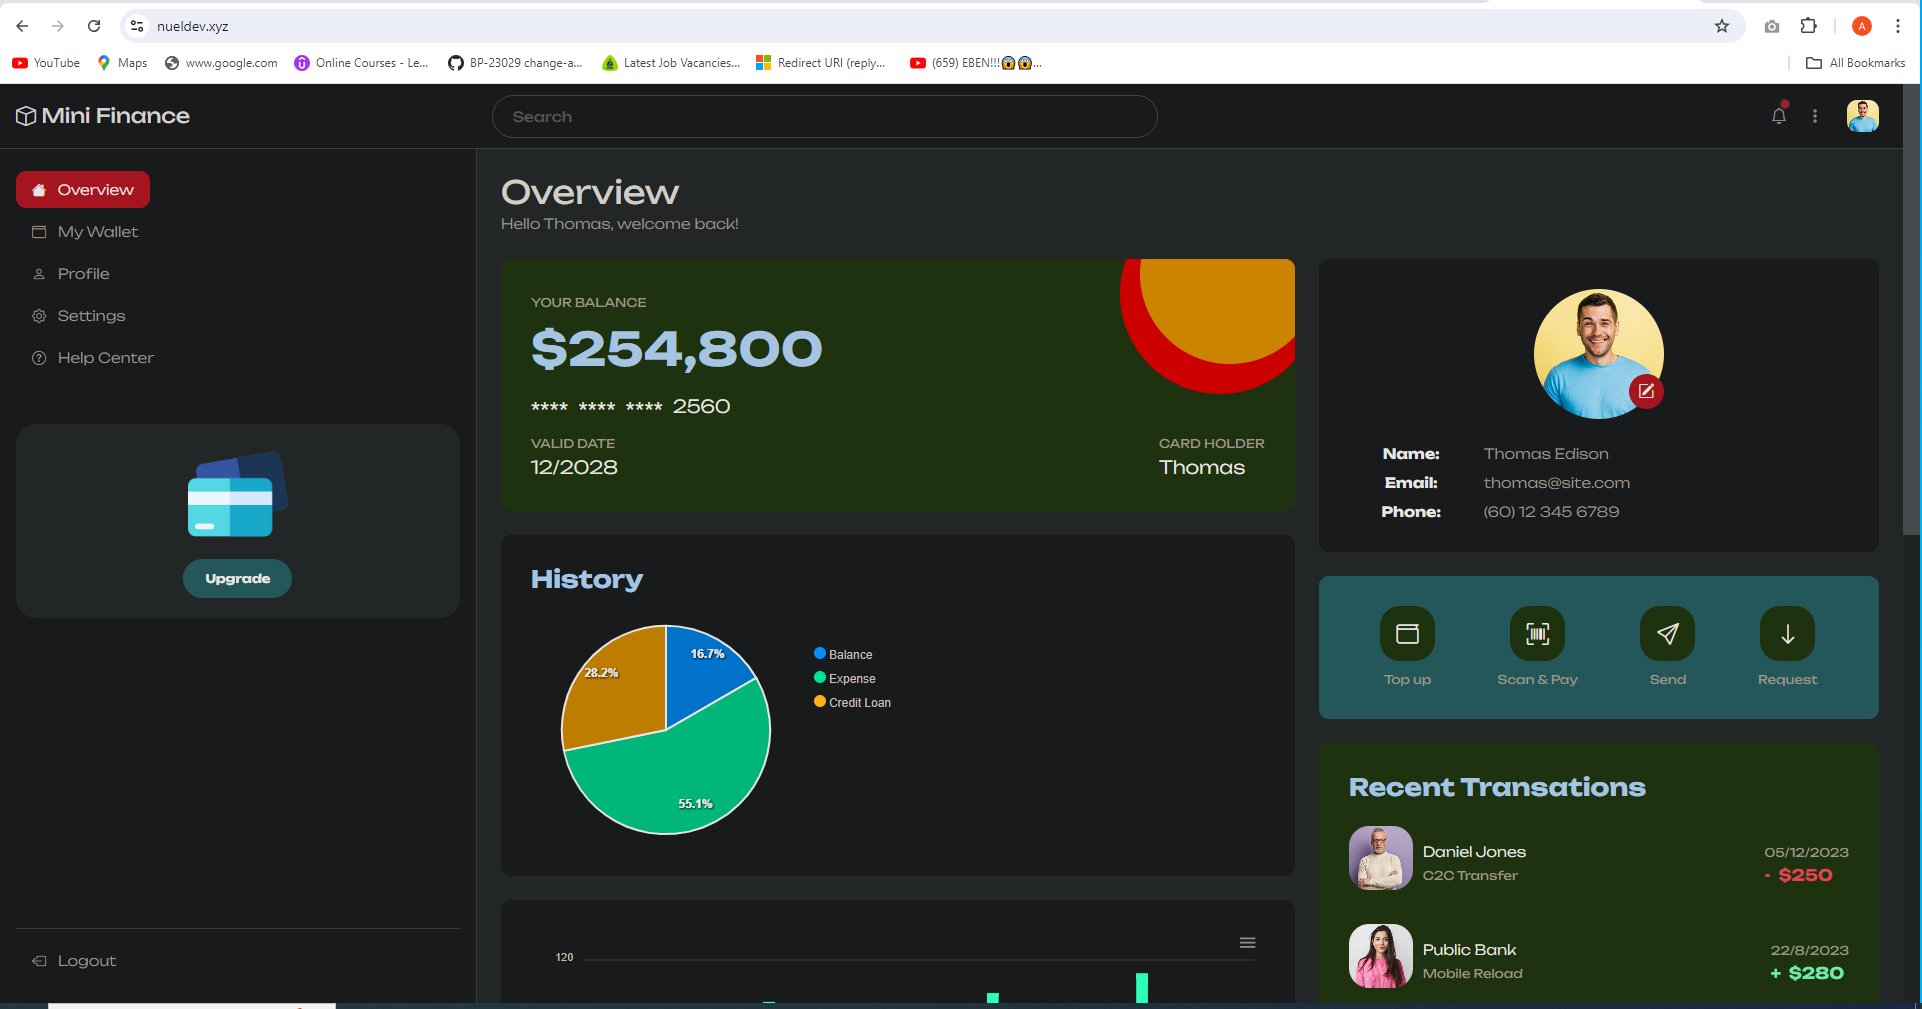 nueldev.xyz
A
YouTube
Maps
www.google.com
Online Courses - Le...
BP-23029 change-a...
Latest Job Vacancies...
Redirect URI (reply...
(659) EBEN!!!😱😱...
All Bookmarks
Mini Finance
Search
Overview
My Wallet
Profile
Settings
Help Center
Upgrade
Logout
Overview
Hello Thomas, welcome back!
YOUR BALANCE
$254,800
**** **** **** 2560
VALID DATE
12/2028
CARD HOLDER
Thomas
History
16.7%
28.2%
55.1%
Balance
Expense
Credit Loan
120
Name: Thomas Edison
Email: thomas@site.com
Phone: (60) 12 345 6789
Top up
Scan & Pay
Send
Request
Recent Transations
Daniel Jones
C2C Transfer
05/12/2023
- $250
Public Bank
Mobile Reload
22/8/2023
+ $280